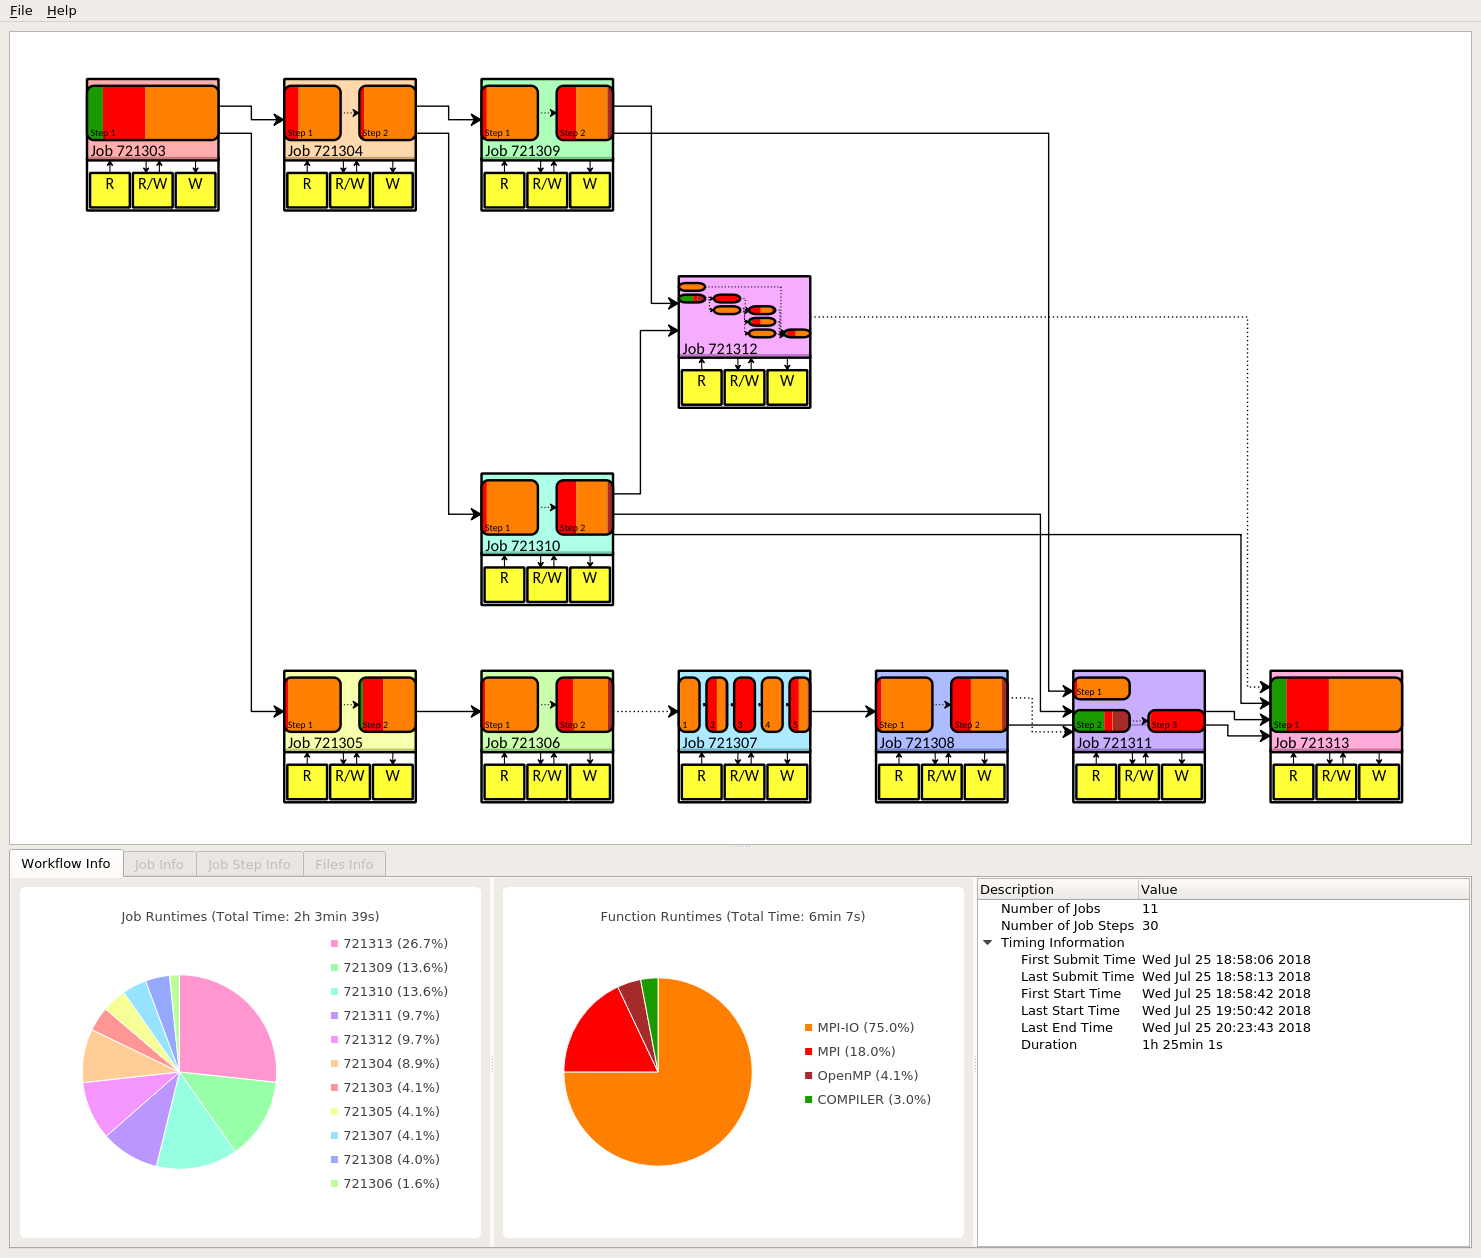 File Help
Step 1
Job 721303
R R/W W
Step 1 Step 2
Job 721304
R R/W W
Step 1 Step 2
Job 721309
R R/W W
Job 721312
R R/W W
Step 1 Step 2
Job 721310
R R/W W
Step 1 Step 2
Job 721305
R R/W W
Step 1 Step 2
Job 721306
R R/W W
1 2 3 4 5
Job 721307
R R/W W
Step 1 Step 2
Job 721308
R R/W W
Step 1
Step 2 Step 3
Job 721311
R R/W W
Step 1
Job 721313
R R/W W
Workflow Info Job Info Job Step Info Files Info
Job Runtimes (Total Time: 2h 3min 39s)
721313 (26.7%)
721309 (13.6%)
721310 (13.6%)
721311 (9.7%)
721312 (9.7%)
721304 (8.9%)
721303 (4.1%)
721305 (4.1%)
721307 (4.1%)
721308 (4.0%)
721306 (1.6%)
Function Runtimes (Total Time: 6min 7s)
MPI-IO (75.0%)
MPI (18.0%)
OpenMP (4.1%)
COMPILER (3.0%)
Description Value
Number of Jobs 11
Number of Job Steps 30
Timing Information
First Submit Time Wed Jul 25 18:58:06 2018
Last Submit Time Wed Jul 25 18:58:13 2018
First Start Time Wed Jul 25 18:58:42 2018
Last Start Time Wed Jul 25 19:50:42 2018
Last End Time Wed Jul 25 20:23:43 2018
Duration 1h 25min 1s